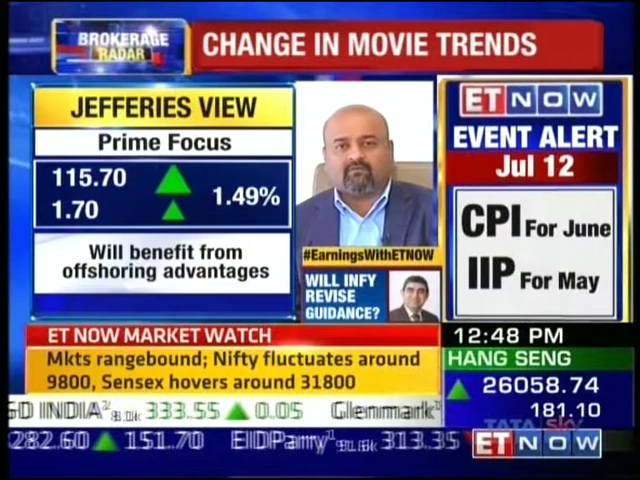 BROKERAGE
RADAR
CHANGE IN MOVIE TRENDS
JEFFERIES VIEW
Prime Focus
115.70
1.70
1.49%
Will benefit from
offshoring advantages
#EarningsWithETNOW
WILL INFY
REVISE
GUIDANCE?
ET NOW
EVENT ALERT
Jul 12
CPI For June
IIP For May
ET NOW MARKET WATCH
Mkts rangebound; Nifty fluctuates around
9800, Sensex hovers around 31800
12:48 PM
HANG SENG
26058.74
181.10
INDIA 333.55 0.05 Glenmark
282.60 151.70 EIDParry 313.35
TATA SKY
ET NOW